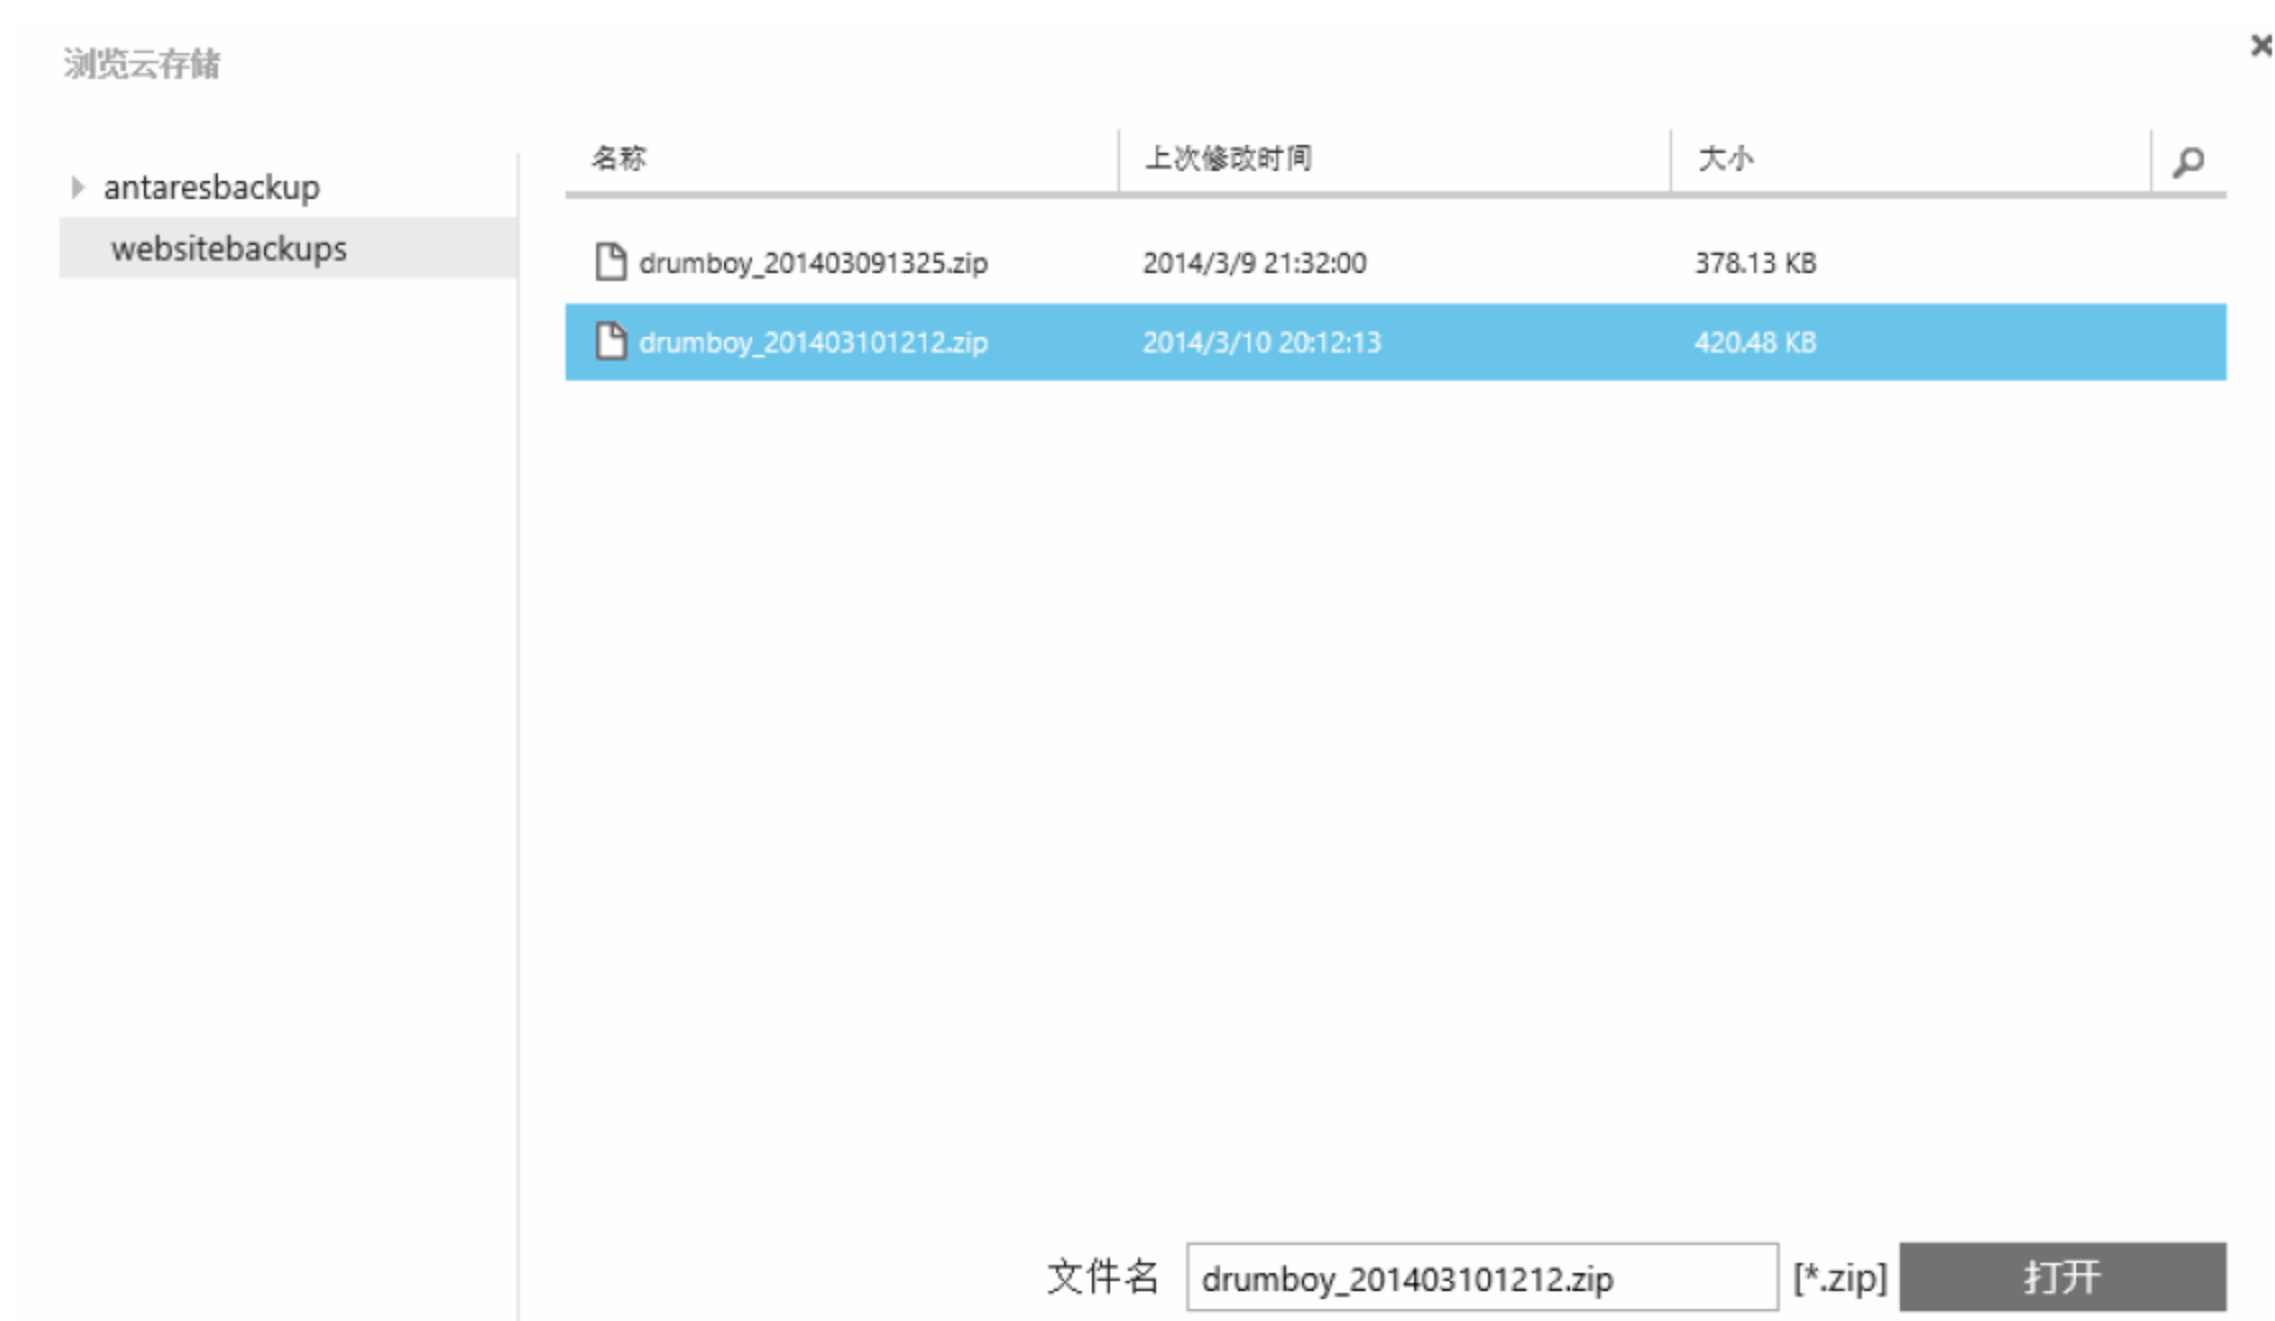 浏览云存储
antaresbackup
websitebackups
名称 上次修改时间 大小
drumboy_201403091325.zip 2014/3/9 21:32:00 378.13 KB
drumboy_201403101212.zip 2014/3/10 20:12:13 420.48 KB
文件名 drumboy_201403101212.zip [*.zip] 打开